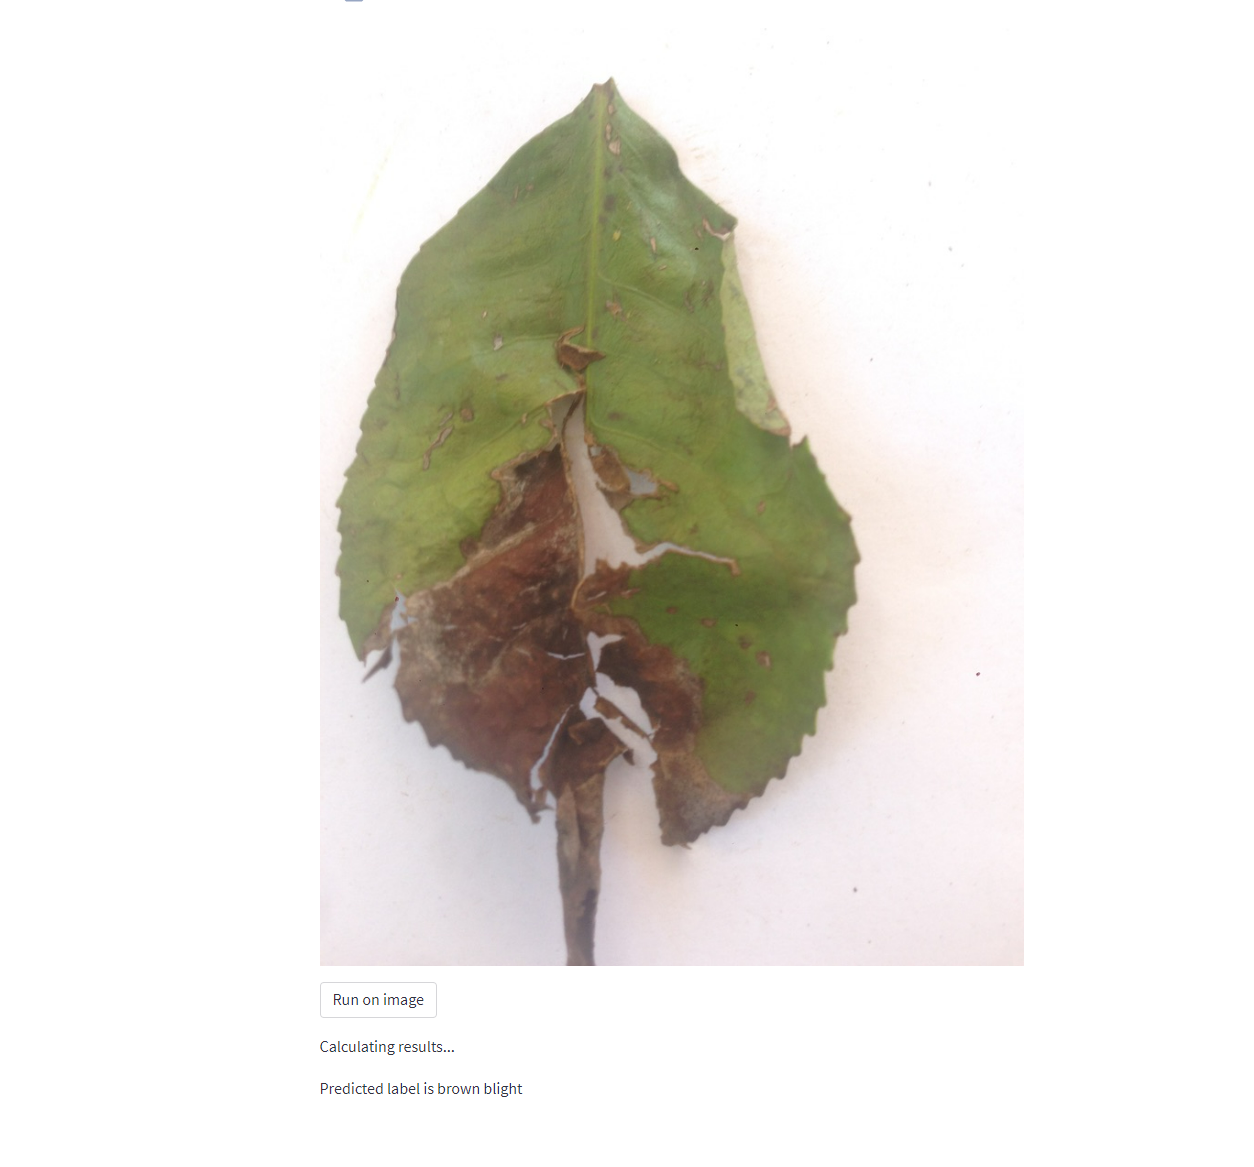 Run on image
Calculating results...
Predicted label is brown blight